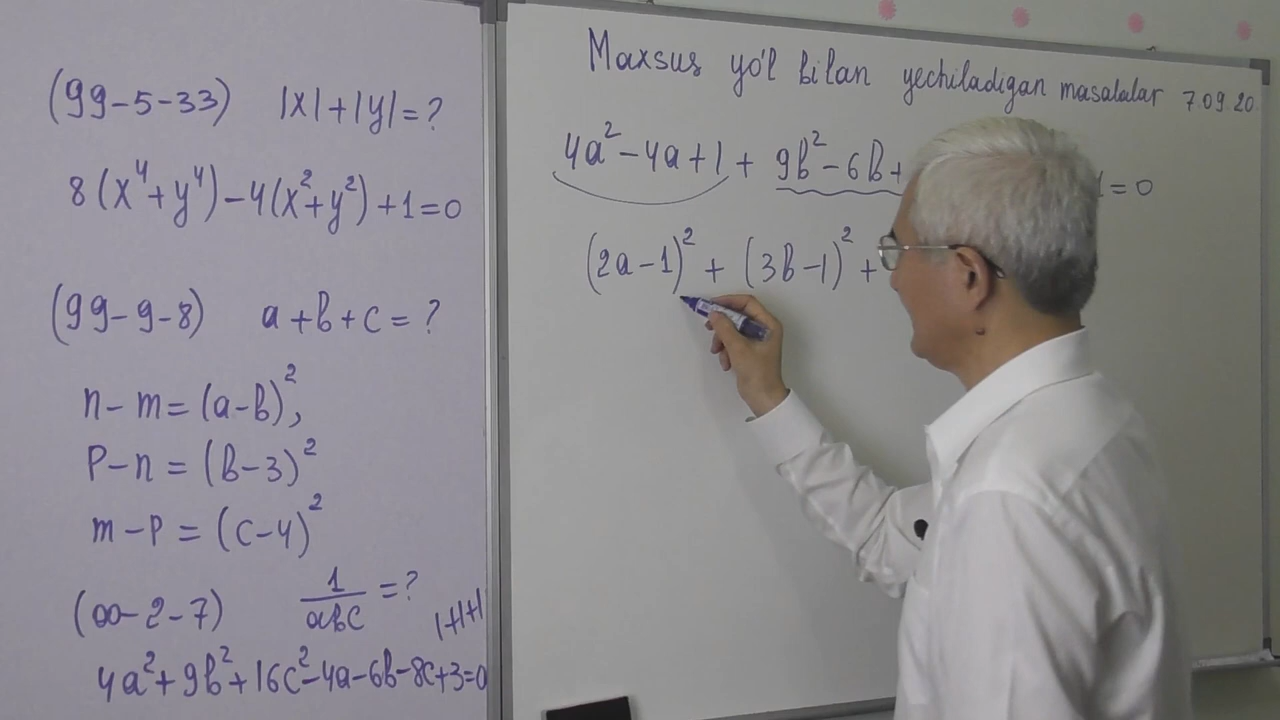 (99-5-33) |x|+|y|=?
8(x⁴+y⁴)-4(x²+y²)+1=0
(99-9-8) a+b+c=?
n-m=(a-b)²,
P-n=(b-3)²
m-P=(c-4)²
(00-2-7) 1/abc=?
1+1+1
4a²+9b²+16c²-4a-6b-8c+3=0
Maxsus yo'l bilan yechiladigan masalalar 7.09 20
4a²-4a+1+9b²-6b+ 1=0
(2a-1)²+(3b-1)²+